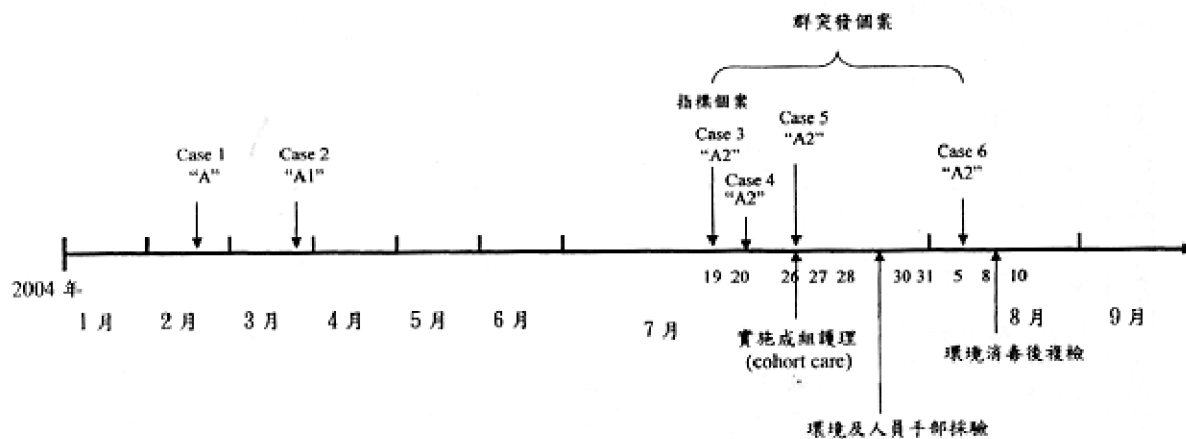 群突發個案
指標個案
Case 3
“A2”
Case 5
“A2”
Case 1
“A”
Case 2
“A1”
Case 4
“A2”
Case 6
“A2”
2004 年
19 20 26 27 28 30 31 5 8 10
1 月 2 月 3 月 4 月 5 月 6 月 7 月 8 月 9 月
實施成組護理
(cohort care)
環境消毒後複檢
環境及人員手部採驗